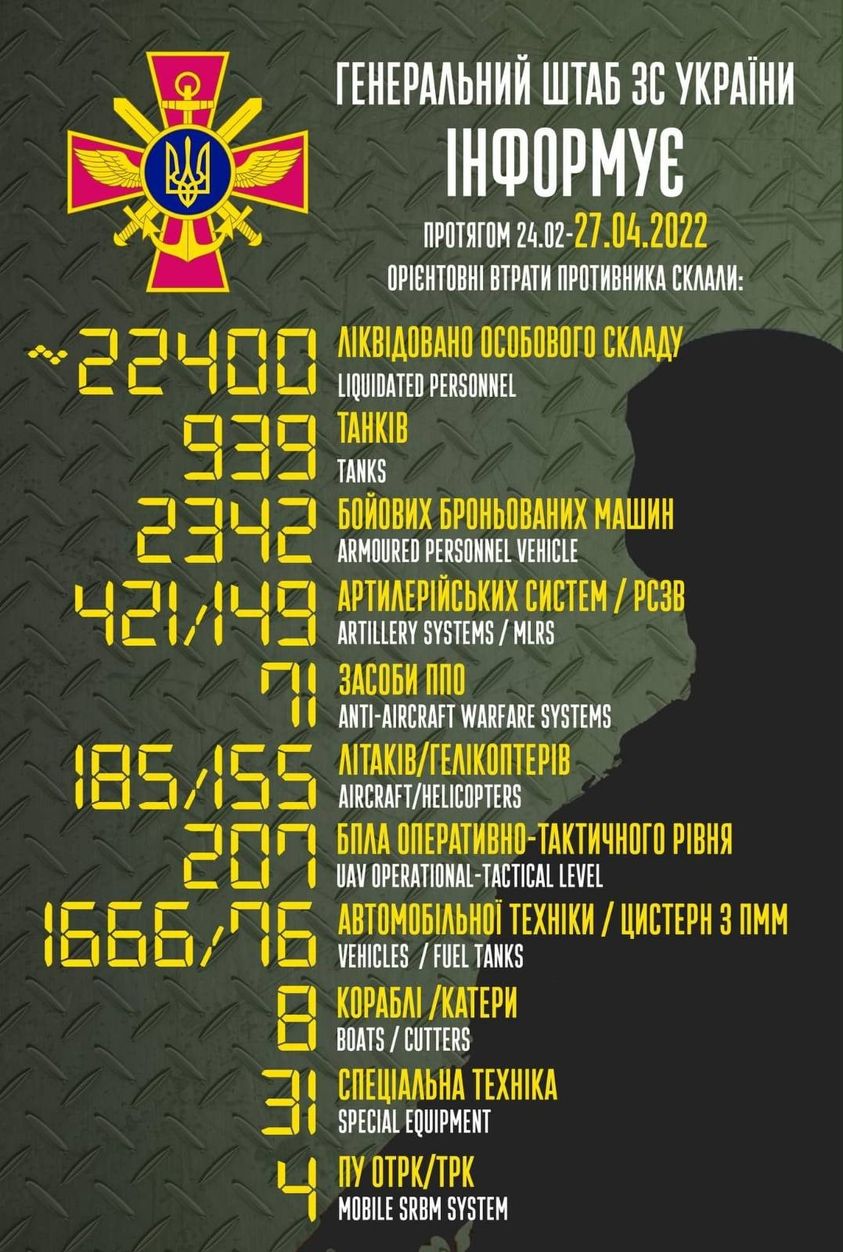 ГЕНЕРАЛЬНИЙ ШТАБ ЗС УКРАЇНИ
ІНФОРМУЄ
ПРОТЯГОМ 24.02-27.04.2022
ОРІЄНТОВНІ ВТРАТИ ПРОТИВНИКА СКЛАЛИ:
~22400 ЛІКВІДОВАНО ОСОБОВОГО СКЛАДУ
LIQUIDATED PERSONNEL
939 ТАНКІВ
TANKS
2342 БОЙОВИХ БРОНЬОВАНИХ МАШИН
ARMOURED PERSONNEL VEHICLE
421/149 АРТИЛЕРІЙСЬКИХ СИСТЕМ / РСЗВ
ARTILLERY SYSTEMS / MLRS
71 ЗАСОБИ ППО
ANTI-AIRCRAFT WARFARE SYSTEMS
185/155 ЛІТАКІВ/ГЕЛІКОПТЕРІВ
AIRCRAFT/HELICOPTERS
207 БПЛА ОПЕРАТИВНО-ТАКТИЧНОГО РІВНЯ
UAV OPERATIONAL-TACTICAL LEVEL
1666/76 АВТОМОБІЛЬНОЇ ТЕХНІКИ / ЦИСТЕРН З ПММ
VEHICLES / FUEL TANKS
8 КОРАБЛІ /КАТЕРИ
BOATS / CUTTERS
31 СПЕЦІАЛЬНА ТЕХНІКА
SPECIAL EQUIPMENT
4 ПУ ОТРК/ТРК
MOBILE SRBM SYSTEM